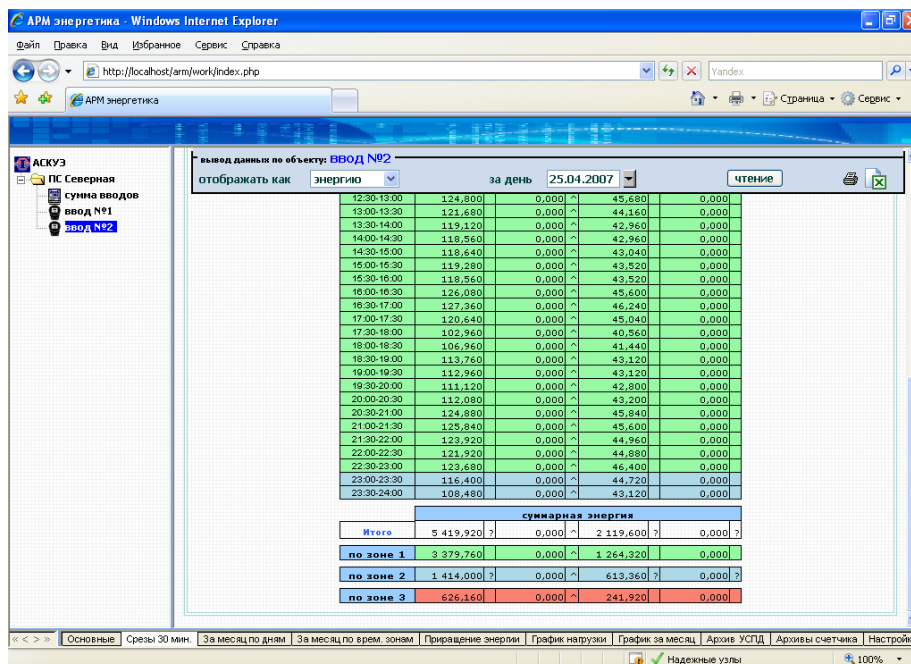 АРМ энергетика - Windows Internet Explorer
Файл Правка Вид Избранное Сервис Справка
http://localhost/arm/work/index.php Yandex
АРМ энергетика Страница Сервис
АСКУЭ
ПС Северная
сумма вводов
ввод №1
ввод №2
вывод данных по объекту: ВВОД №2
отображать как энергию за день 25.04.2007 чтение
12:30-13:00 124,800 0,000 ^ 45,680 0,000
13:00-13:30 121,680 0,000 ^ 44,160 0,000
13:30-14:00 119,120 0,000 ^ 42,960 0,000
14:00-14:30 118,560 0,000 ^ 42,960 0,000
14:30-15:00 118,640 0,000 ^ 43,040 0,000
15:00-15:30 119,280 0,000 ^ 43,520 0,000
15:30-16:00 118,560 0,000 ^ 43,520 0,000
16:00-16:30 126,080 0,000 ^ 45,600 0,000
16:30-17:00 127,360 0,000 ^ 46,240 0,000
17:00-17:30 120,640 0,000 ^ 45,040 0,000
17:30-18:00 102,960 0,000 ^ 40,560 0,000
18:00-18:30 106,960 0,000 ^ 41,440 0,000
18:30-19:00 113,760 0,000 ^ 43,120 0,000
19:00-19:30 112,960 0,000 ^ 43,120 0,000
19:30-20:00 111,120 0,000 ^ 42,800 0,000
20:00-20:30 112,080 0,000 ^ 43,200 0,000
20:30-21:00 124,880 0,000 ^ 45,840 0,000
21:00-21:30 125,840 0,000 ^ 45,600 0,000
21:30-22:00 123,920 0,000 ^ 44,960 0,000
22:00-22:30 121,920 0,000 ^ 44,880 0,000
22:30-23:00 123,680 0,000 ^ 46,400 0,000
23:00-23:30 116,400 0,000 ^ 44,720 0,000
23:30-24:00 108,480 0,000 ^ 43,120 0,000
суммарная энергия
Итого 5 419,920 ? 0,000 ^ 2 119,600 ? 0,000 ?
по зоне 1 3 379,760 0,000 ^ 1 264,320 0,000
по зоне 2 1 414,000 ? 0,000 ^ 613,360 ? 0,000 ?
по зоне 3 626,160 0,000 ^ 241,920 0,000
« < > » Основные Срезы 30 мин. За месяц по дням За месяц по врем. зонам Приращение энергии График нагрузки График за месяц Архив УСПД Архивы счетчика Настройк
Надежные узлы 100%